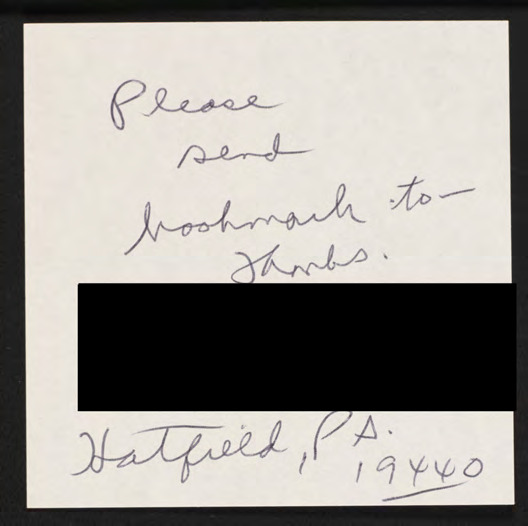 Please
send
bookmark to—
Thanks.
Hatfield, PA.
19440